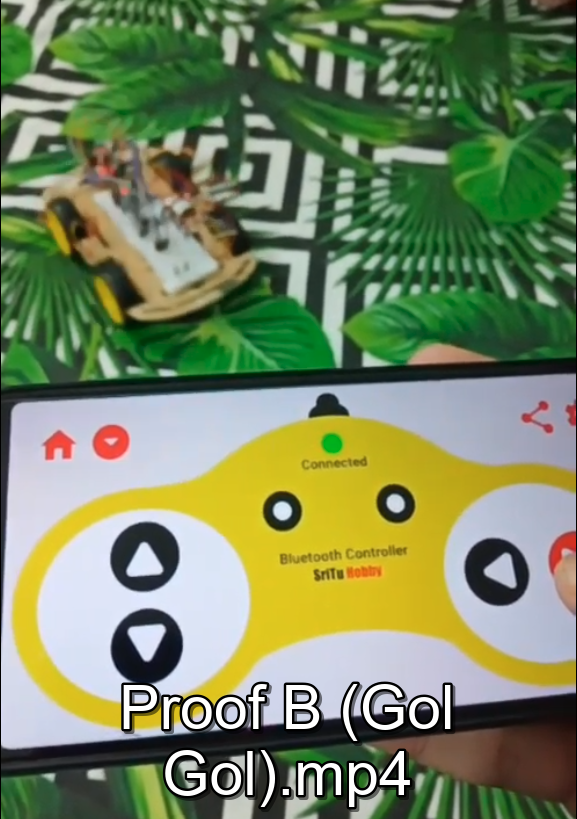 Connected
Bluetooth Controller
SriTu Hobby
Proof B (Gol
Gol).mp4